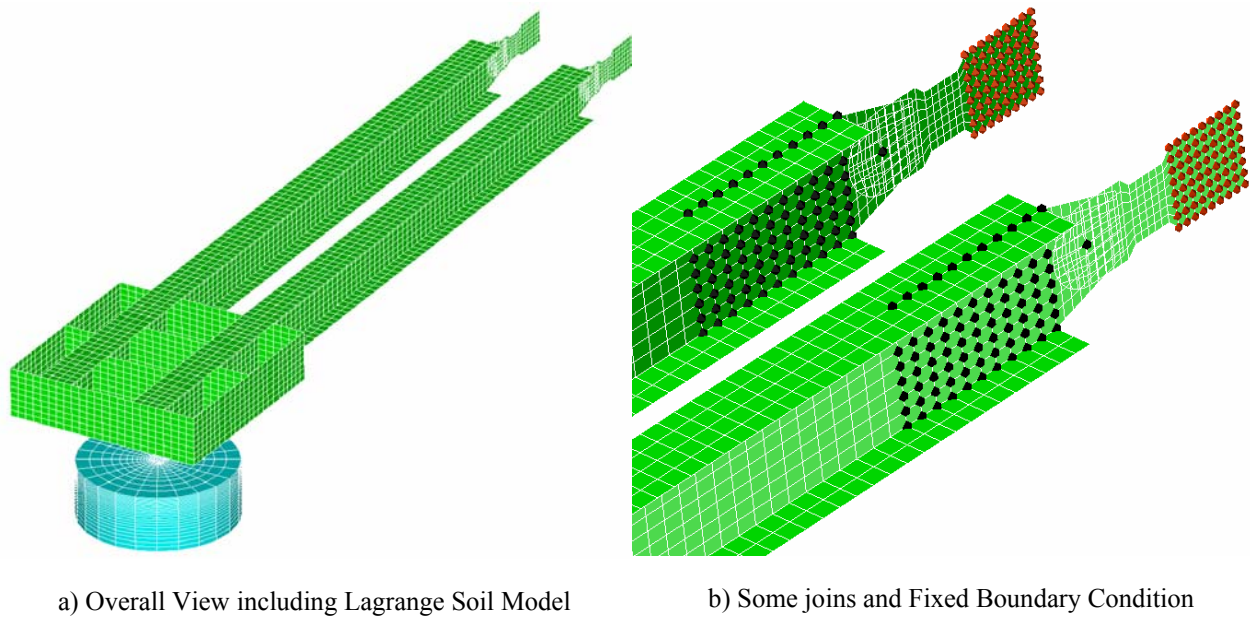 a) Overall View including Lagrange Soil Model
b) Some joins and Fixed Boundary Condition